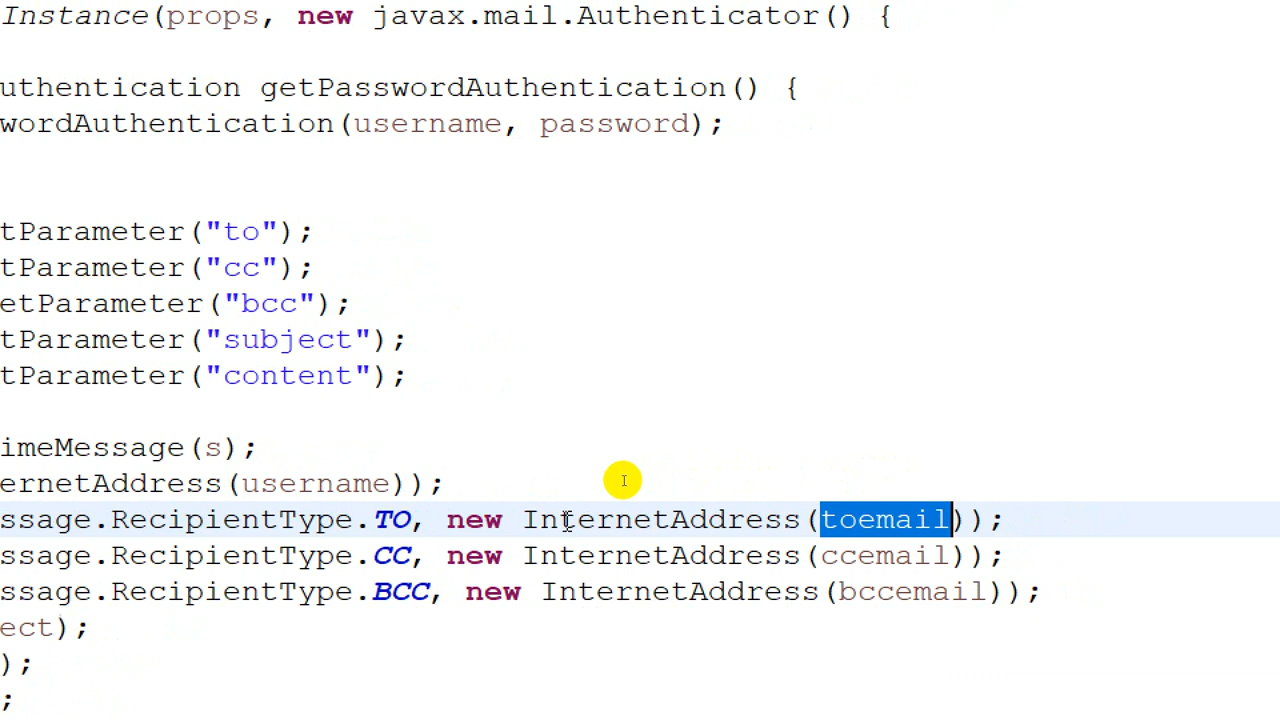 Instance(props, new javax.mail.Authenticator() {
uthentication getPasswordAuthentication() {
wordAuthentication(username, password);
tParameter("to");
tParameter("cc");
etParameter("bcc");
tParameter("subject");
tParameter("content");
imeMessage(s);
ernetAddress(username));
ssage.RecipientType.TO, new InternetAddress(toemail));
ssage.RecipientType.CC, new InternetAddress(ccemail));
ssage.RecipientType.BCC, new InternetAddress(bccemail));
ect);
);
;